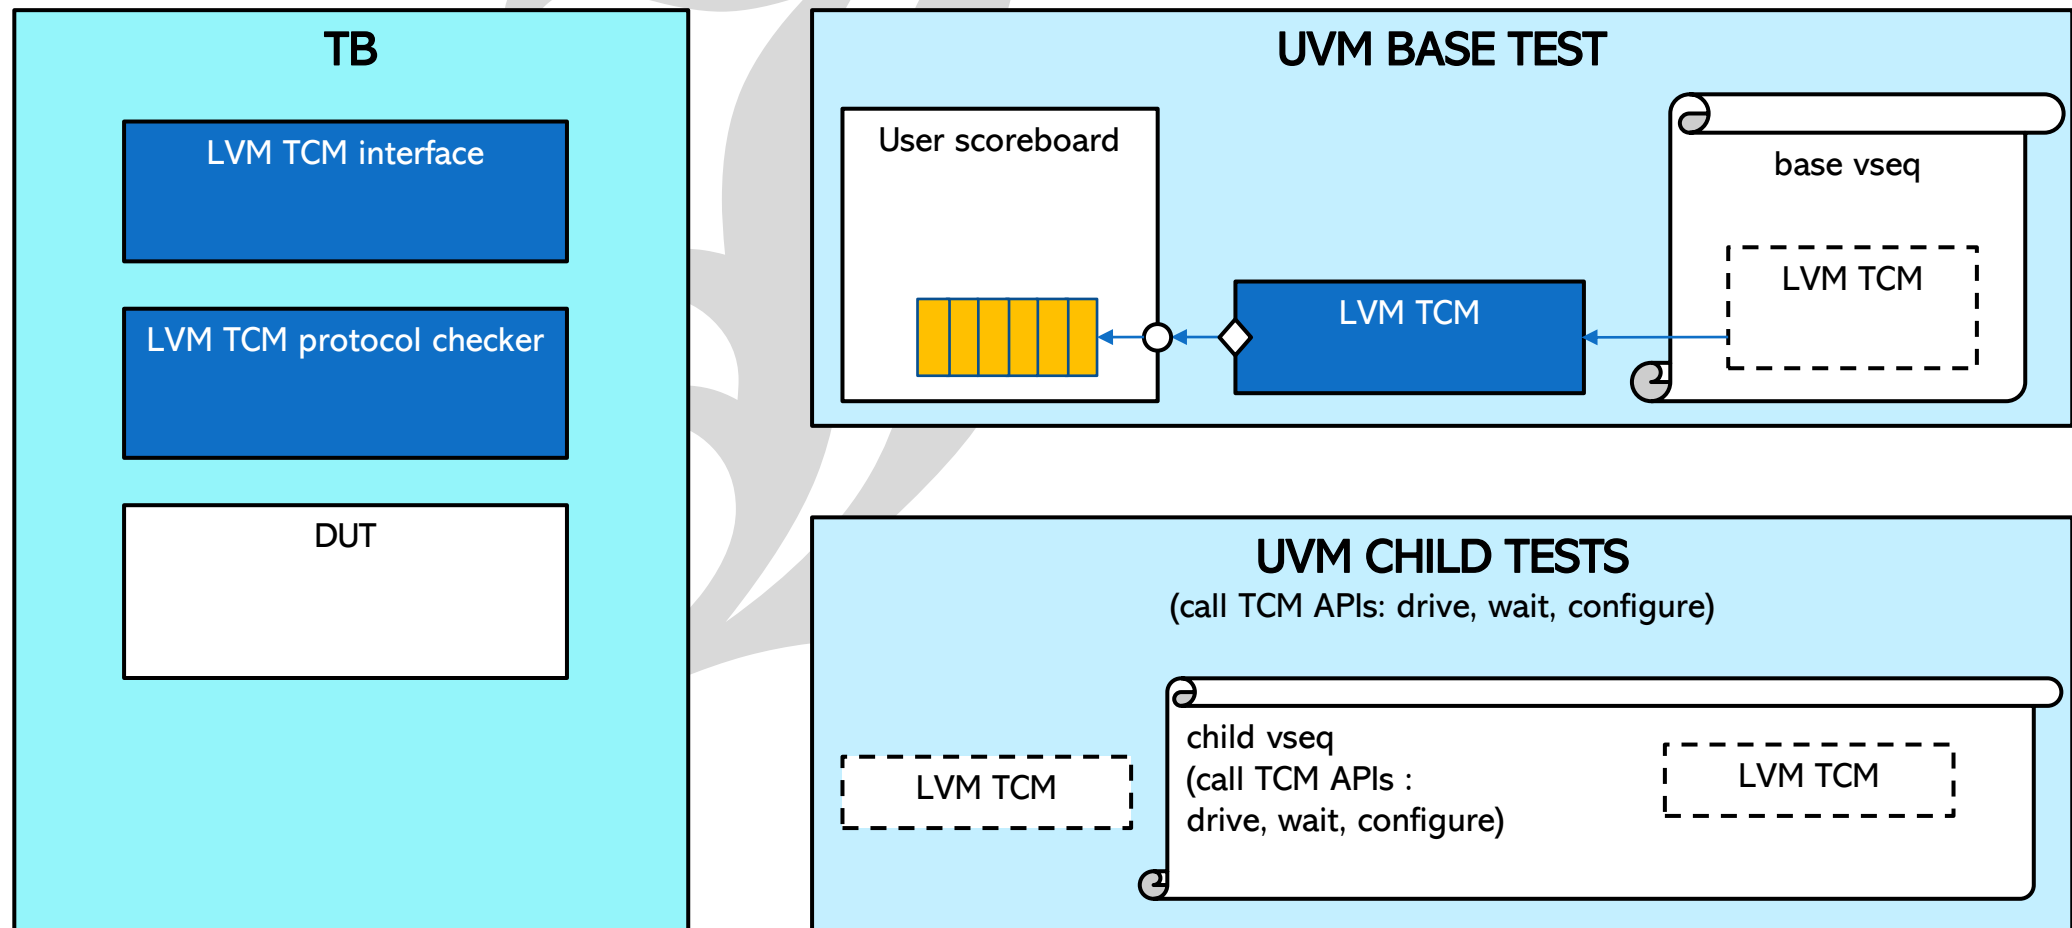 TB
LVM TCM interface
LVM TCM protocol checker
DUT
UVM BASE TEST
User scoreboard
LVM TCM
base vseq
LVM TCM
UVM CHILD TESTS
(call TCM APIs: drive, wait, configure)
LVM TCM
child vseq
(call TCM APIs :
drive, wait, configure)
LVM TCM